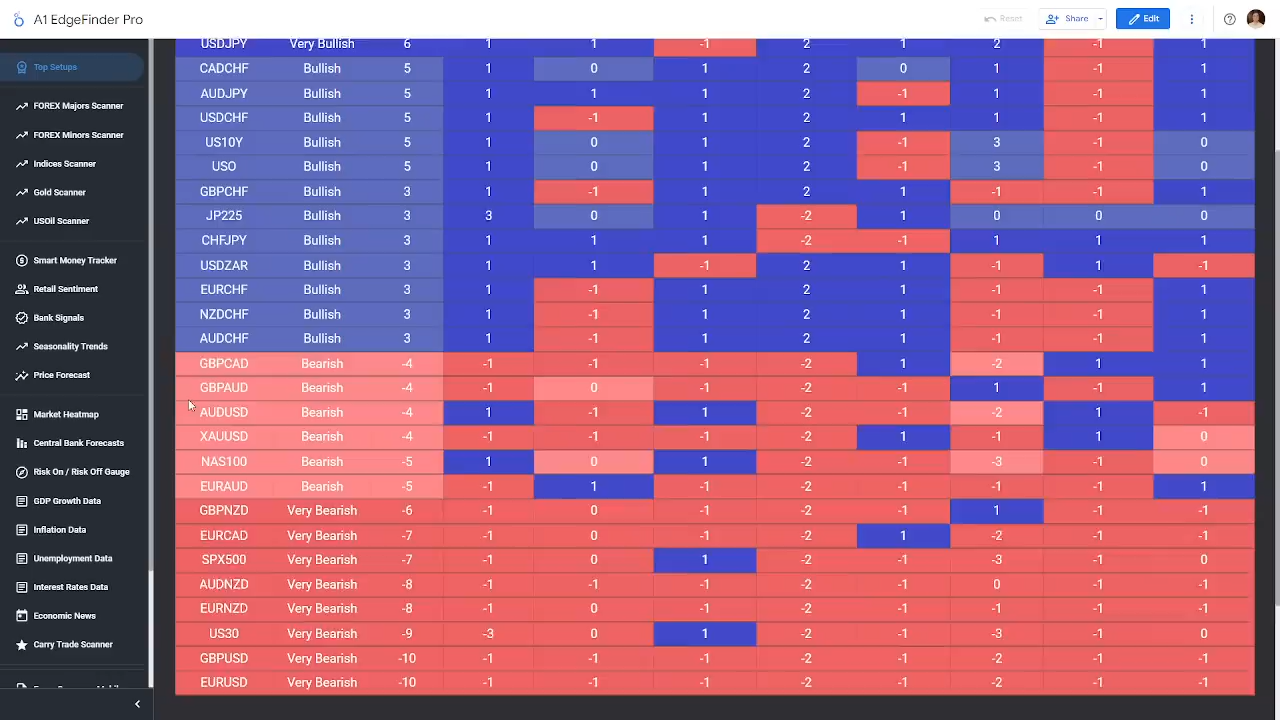 A1 EdgeFinder Pro
Reset
Share
Edit
Top Setups
FOREX Majors Scanner
FOREX Minors Scanner
Indices Scanner
Gold Scanner
USOil Scanner
Smart Money Tracker
Retail Sentiment
Bank Signals
Seasonality Trends
Price Forecast
Market Heatmap
Central Bank Forecasts
Risk On / Risk Off Gauge
GDP Growth Data
Inflation Data
Unemployment Data
Interest Rates Data
Economic News
Carry Trade Scanner
USDJPY Very Bullish 6 1 1 -1 2 1 2 -1 1
CADCHF Bullish 5 1 0 1 2 0 1 -1 1
AUDJPY Bullish 5 1 1 1 2 -1 1 -1 1
USDCHF Bullish 5 1 -1 1 2 1 1 -1 1
US10Y Bullish 5 1 0 1 2 -1 3 -1 0
USO Bullish 5 1 0 1 2 -1 3 -1 0
GBPCHF Bullish 3 1 -1 1 2 1 -1 -1 1
JP225 Bullish 3 3 0 1 -2 1 0 0 0
CHFJPY Bullish 3 1 1 1 -2 -1 1 1 1
USDZAR Bullish 3 1 1 -1 2 1 -1 1 -1
EURCHF Bullish 3 1 -1 1 2 1 -1 -1 1
NZDCHF Bullish 3 1 -1 1 2 1 -1 -1 1
AUDCHF Bullish 3 1 -1 1 2 1 -1 -1 1
GBPCAD Bearish -4 -1 -1 -1 -2 1 -2 1 1
GBPAUD Bearish -4 -1 0 -1 -2 -1 1 -1 1
AUDUSD Bearish -4 1 -1 1 -2 -1 -2 1 -1
XAUUSD Bearish -4 -1 -1 -1 -2 1 -1 1 0
NAS100 Bearish -5 1 0 1 -2 -1 -3 -1 0
EURAUD Bearish -5 -1 1 -1 -2 -1 -1 -1 1
GBPNZD Very Bearish -6 -1 0 -1 -2 -1 1 -1 -1
EURCAD Very Bearish -7 -1 0 -1 -2 1 -2 -1 -1
SPX500 Very Bearish -7 -1 0 1 -2 -1 -3 -1 0
AUDNZD Very Bearish -8 -1 -1 -1 -2 -1 0 -1 -1
EURNZD Very Bearish -8 -1 0 -1 -2 -1 -1 -1 -1
US30 Very Bearish -9 -3 0 1 -2 -1 -3 -1 0
GBPUSD Very Bearish -10 -1 -1 -1 -2 -1 -2 -1 -1
EURUSD Very Bearish -10 -1 -1 -1 -2 -1 -2 -1 -1